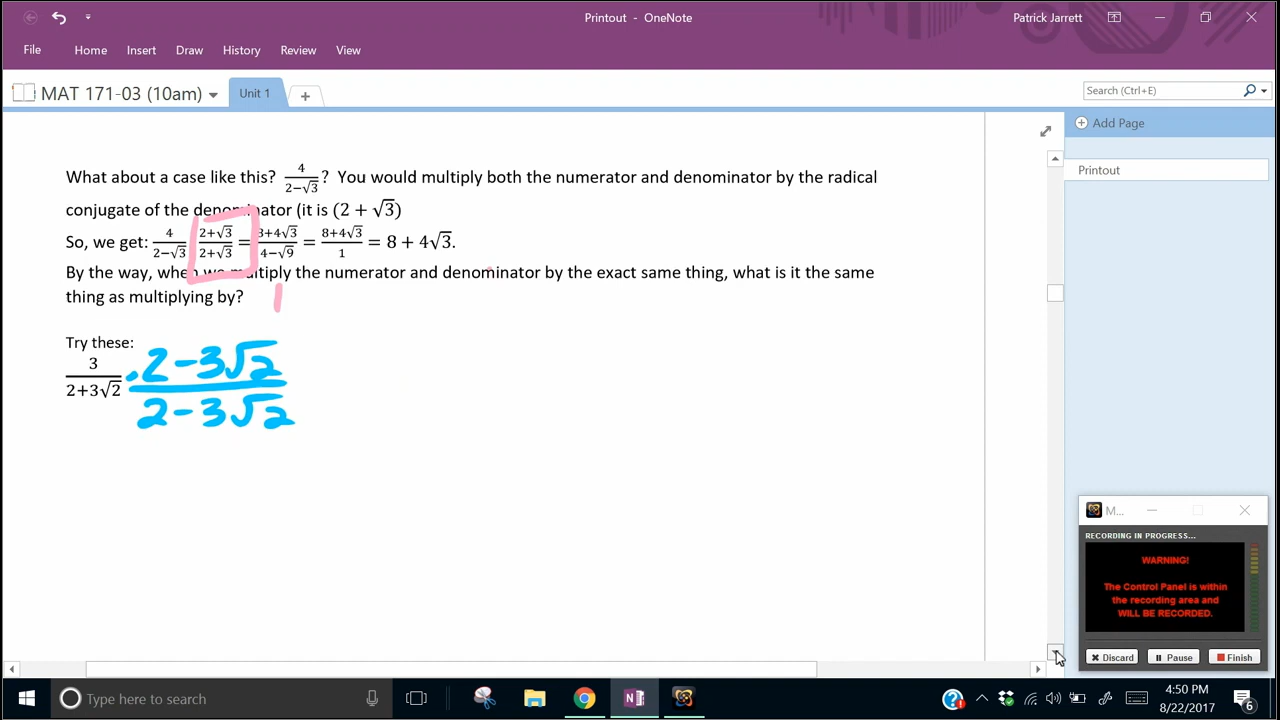 Printout - OneNote
Patrick Jarrett
File Home Insert Draw History Review View
MAT 171-03 (10am)
Unit 1
Search (Ctrl+E)
Add Page
Printout
What about a case like this? 4/(2−√3)? You would multiply both the numerator and denominator by the radical
conjugate of the denominator (it is (2 + √3)
So, we get: 4/(2−√3) (2+√3)/(2+√3) = (8+4√3)/(4−√9) = (8+4√3)/1 = 8 + 4√3.
By the way, when we multiply the numerator and denominator by the exact same thing, what is it the same
thing as multiplying by?
1
Try these:
3/(2+3√2) · (2−3√2)/(2−3√2)
M...
RECORDING IN PROGRESS...
WARNING!
The Control Panel is within
the recording area and
WILL BE RECORDED.
Discard Pause Finish
Type here to search
4:50 PM
8/22/2017
6